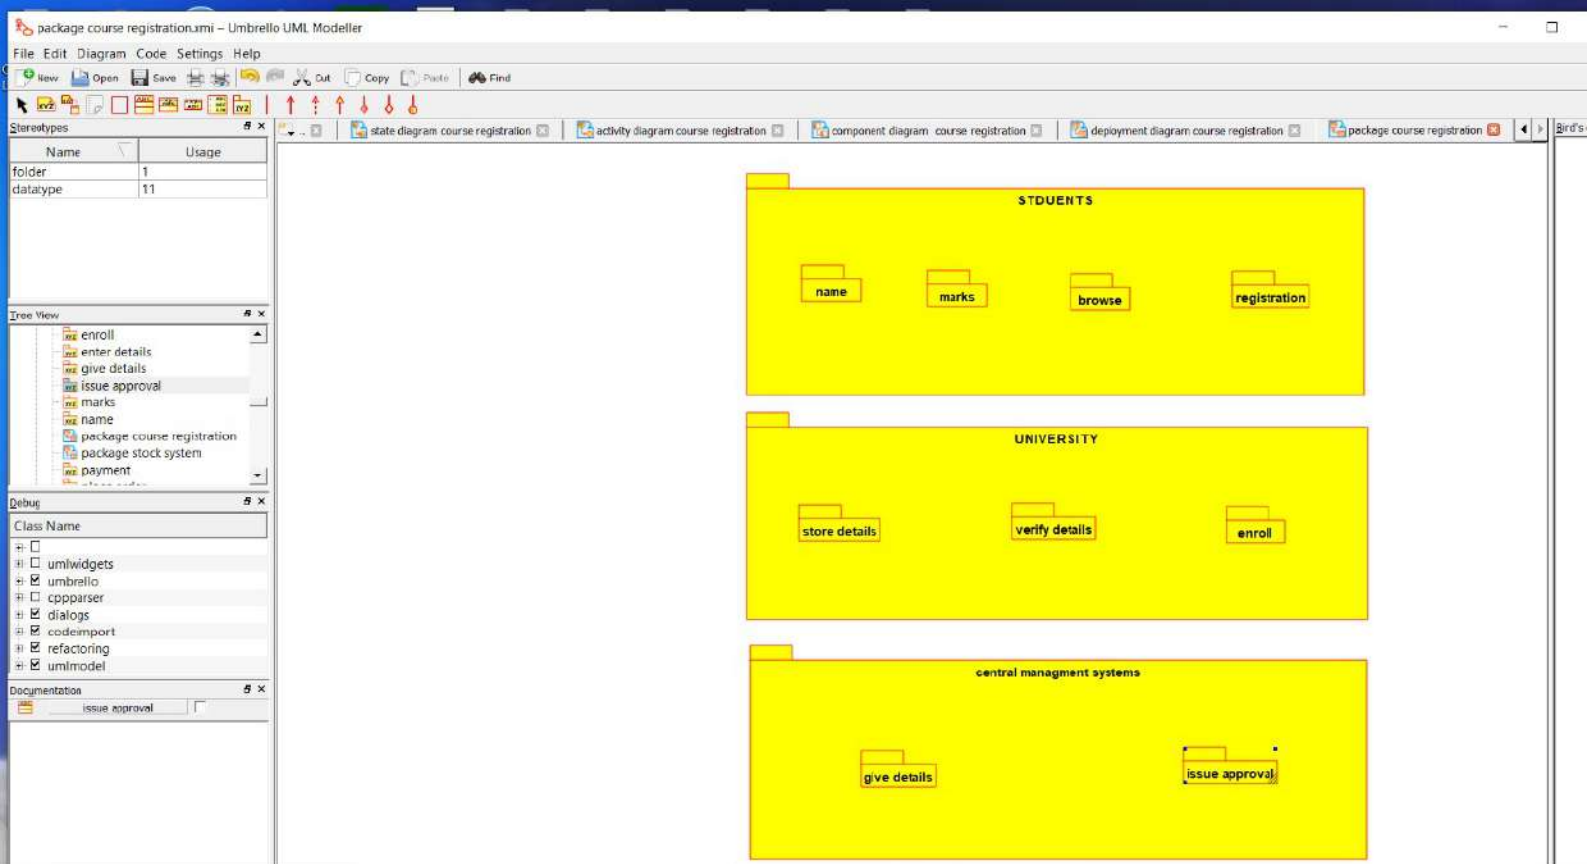 package course registration.xmi – Umbrello UML Modeller
File Edit Diagram Code Settings Help
New Open Save Cut Copy Paste Find
Stereotypes
state diagram course registration
activity diagram course registration
component diagram course registration
deployment diagram course registration
package course registration
Bird's
Name Usage
folder 1
datatype 11
Tree View
enroll
enter details
give details
issue approval
marks
name
package course registration
package stock system
payment
Debug
Class Name
umlwidgets
umbrello
cppparser
dialogs
codeimport
refactoring
umlmodel
Documentation
issue approval
STDUENTS
name
marks
browse
registration
UNIVERSITY
store details
verify details
enroll
central managment systems
give details
issue approval